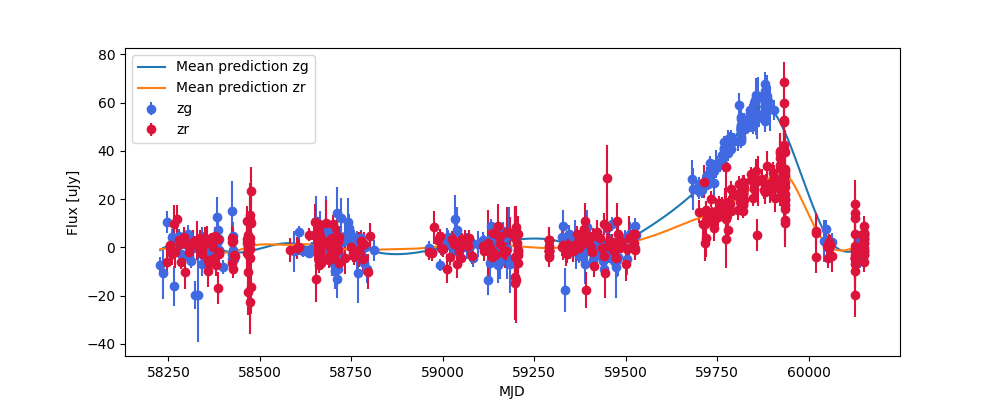 Mean prediction zg
Mean prediction zr
zg
zr
80
60
40
20
0
−20
−40
Flux [uJy]
58250
58500
58750
59000
59250
59500
59750
60000
MJD